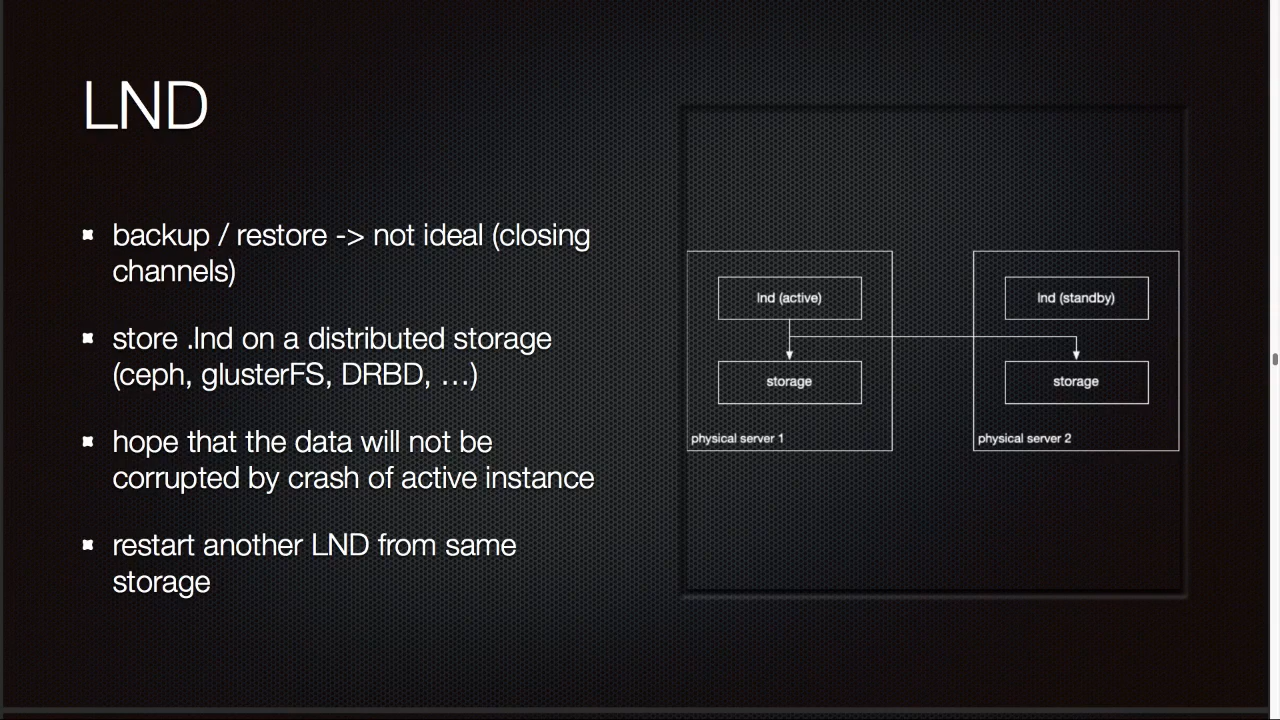 LND
backup / restore -> not ideal (closing
channels)
store .lnd on a distributed storage
(ceph, glusterFS, DRBD, …)
hope that the data will not be
corrupted by crash of active instance
restart another LND from same
storage
lnd (active)
storage
physical server 1
lnd (standby)
storage
physical server 2